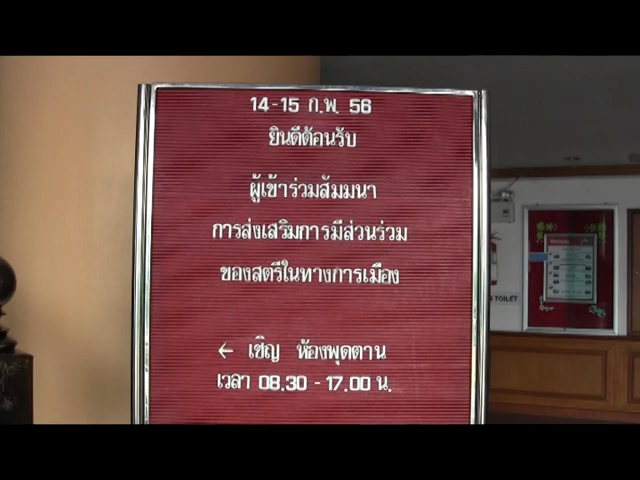 14-15 ก.พ. 56
ยินดีต้อนรับ
ผู้เข้าร่วมสัมมนา
การส่งเสริมการมีส่วนร่วม
ของสตรีในทางการเมือง
← เชิญ ห้องพุดตาน
เวลา 08.30 - 17.00 น.
TOILET